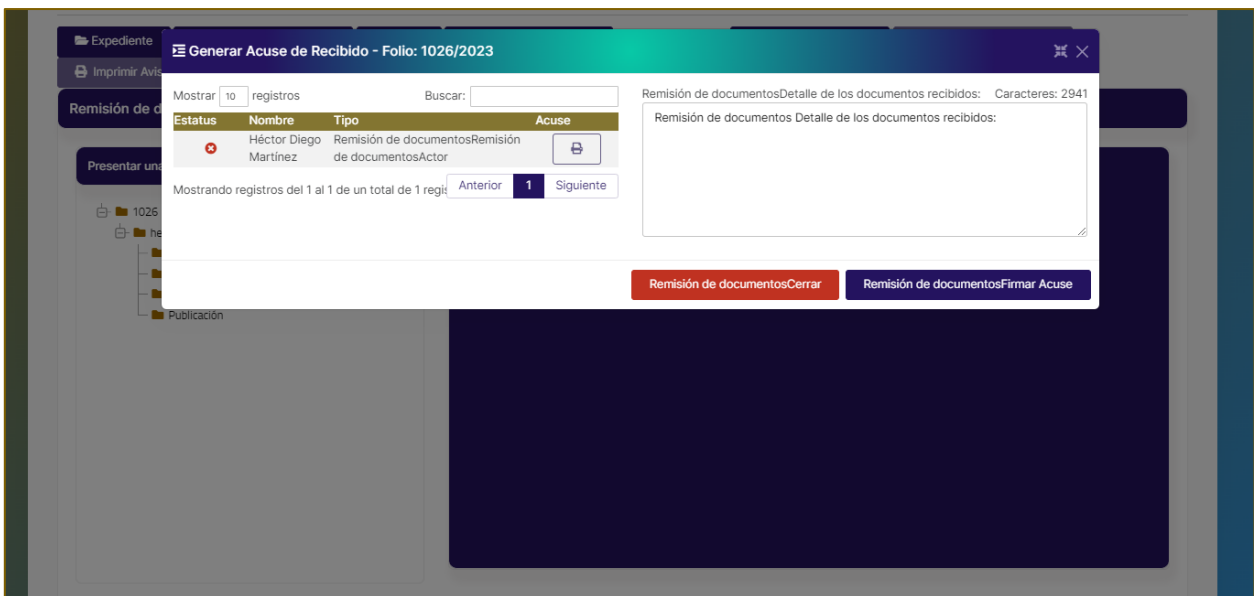 Expediente
Generar Acuse de Recibido - Folio: 1026/2023
Imprimir Avis
Remisión de d
Mostrar 10 registros
Buscar:
Estatus Nombre Tipo Acuse
Héctor Diego Martínez
Remisión de documentosRemisión de documentosActor
Mostrando registros del 1 al 1 de un total de 1 regis
Anterior 1 Siguiente
Remisión de documentosDetalle de los documentos recibidos: Caracteres: 2941
Remisión de documentos Detalle de los documentos recibidos:
Remisión de documentosCerrar
Remisión de documentosFirmar Acuse
Presentar una
1026
he
Publicación